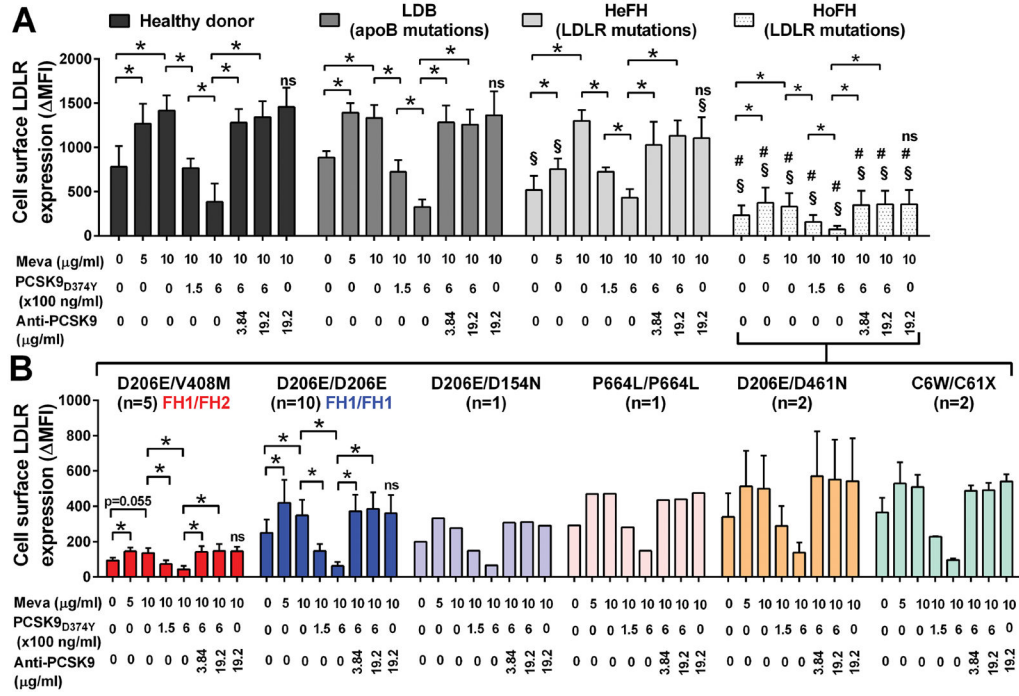 A
Healthy donor
LDB
(apoB mutations)
HeFH
(LDLR mutations)
HoFH
(LDLR mutations)
Cell surface LDLR
expression (ΔMFI)
2000
1500
1000
500
0
* * * * * * ns
* * * * * * ns
* * * * * * ns
§ § §
* * * * * * ns
# # # # # # # #
§ § § § § § § §
Meva (µg/ml) 0 5 10 10 10 10 10 10 0 5 10 10 10 10 10 10 0 5 10 10 10 10 10 10 0 5 10 10 10 10 10 10
PCSK9D374Y
(x100 ng/ml) 0 0 0 1.5 6 6 6 0 0 0 0 1.5 6 6 6 0 0 0 0 1.5 6 6 6 0 0 0 0 1.5 6 6 6 0
Anti-PCSK9
(µg/ml) 0 0 0 0 0 3.84 19.2 19.2 0 0 0 0 0 3.84 19.2 19.2 0 0 0 0 0 3.84 19.2 19.2 0 0 0 0 0 3.84 19.2 19.2
B
D206E/V408M
(n=5) FH1/FH2
D206E/D206E
(n=10) FH1/FH1
D206E/D154N
(n=1)
P664L/P664L
(n=1)
D206E/D461N
(n=2)
C6W/C61X
(n=2)
Cell surface LDLR
expression (ΔMFI)
1000
800
600
400
200
0
p=0.055
* * * * ns
* * * * * * ns
Meva (µg/ml) 0 5 10 10 10 10 10 10 0 5 10 10 10 10 10 10 0 5 10 10 10 10 10 10 0 5 10 10 10 10 10 10 0 5 10 10 10 10 10 10 0 5 10 10 10 10 10 10
PCSK9D374Y
(x100 ng/ml) 0 0 0 1.5 6 6 6 0 0 0 0 1.5 6 6 6 0 0 0 0 1.5 6 6 6 0 0 0 0 1.5 6 6 6 0 0 0 0 1.5 6 6 6 0 0 0 0 1.5 6 6 6 0
Anti-PCSK9
(µg/ml) 0 0 0 0 0 3.84 19.2 19.2 0 0 0 0 0 3.84 19.2 19.2 0 0 0 0 0 3.84 19.2 19.2 0 0 0 0 0 3.84 19.2 19.2 0 0 0 0 0 3.84 19.2 19.2 0 0 0 0 0 3.84 19.2 19.2